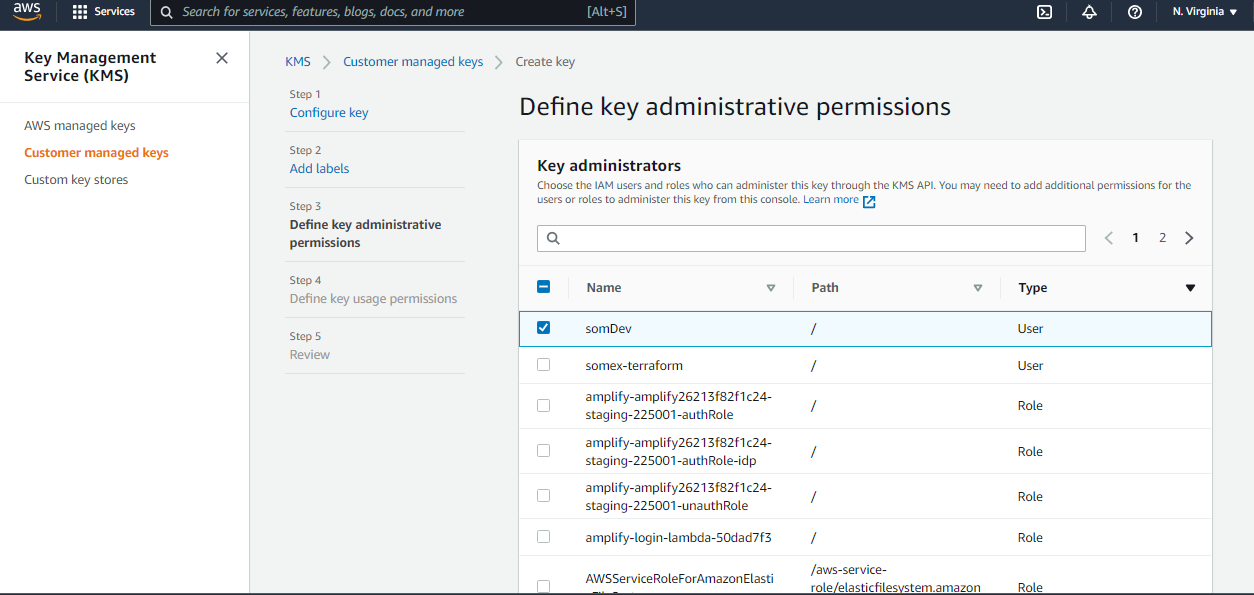 aws
Services
Search for services, features, blogs, docs, and more
[Alt+S]
N. Virginia
Key Management
Service (KMS)
AWS managed keys
Customer managed keys
Custom key stores
KMS
Customer managed keys
Create key
Step 1
Configure key
Step 2
Add labels
Step 3
Define key administrative
permissions
Step 4
Define key usage permissions
Step 5
Review
Define key administrative permissions
Key administrators
Choose the IAM users and roles who can administer this key through the KMS API. You may need to add additional permissions for the
users or roles to administer this key from this console. Learn more
1 2
Name Path Type
somDev / User
somex-terraform / User
amplify-amplify26213f82f1c24-
staging-225001-authRole / Role
amplify-amplify26213f82f1c24-
staging-225001-authRole-idp / Role
amplify-amplify26213f82f1c24-
staging-225001-unauthRole / Role
amplify-login-lambda-50dad7f3 / Role
AWSServiceRoleForAmazonElasti
/aws-service-
role/elasticfilesystem.amazon
Role